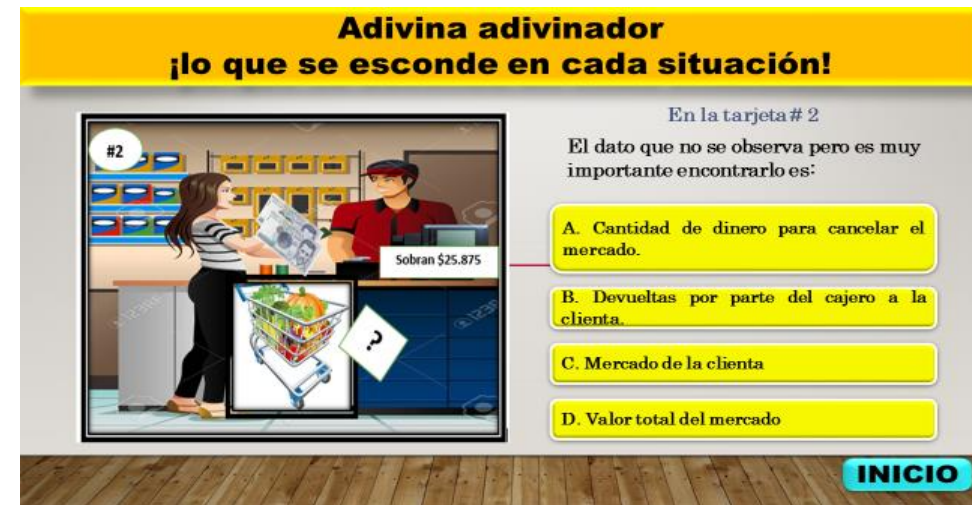 Adivina adivinador
¡lo que se esconde en cada situación!
En la tarjeta # 2
El dato que no se observa pero es muy
importante encontrarlo es:
#2
Sobran $25.875
?
A. Cantidad de dinero para cancelar el
mercado.
B. Devueltas por parte del cajero a la
clienta.
C. Mercado de la clienta
D. Valor total del mercado
INICIO